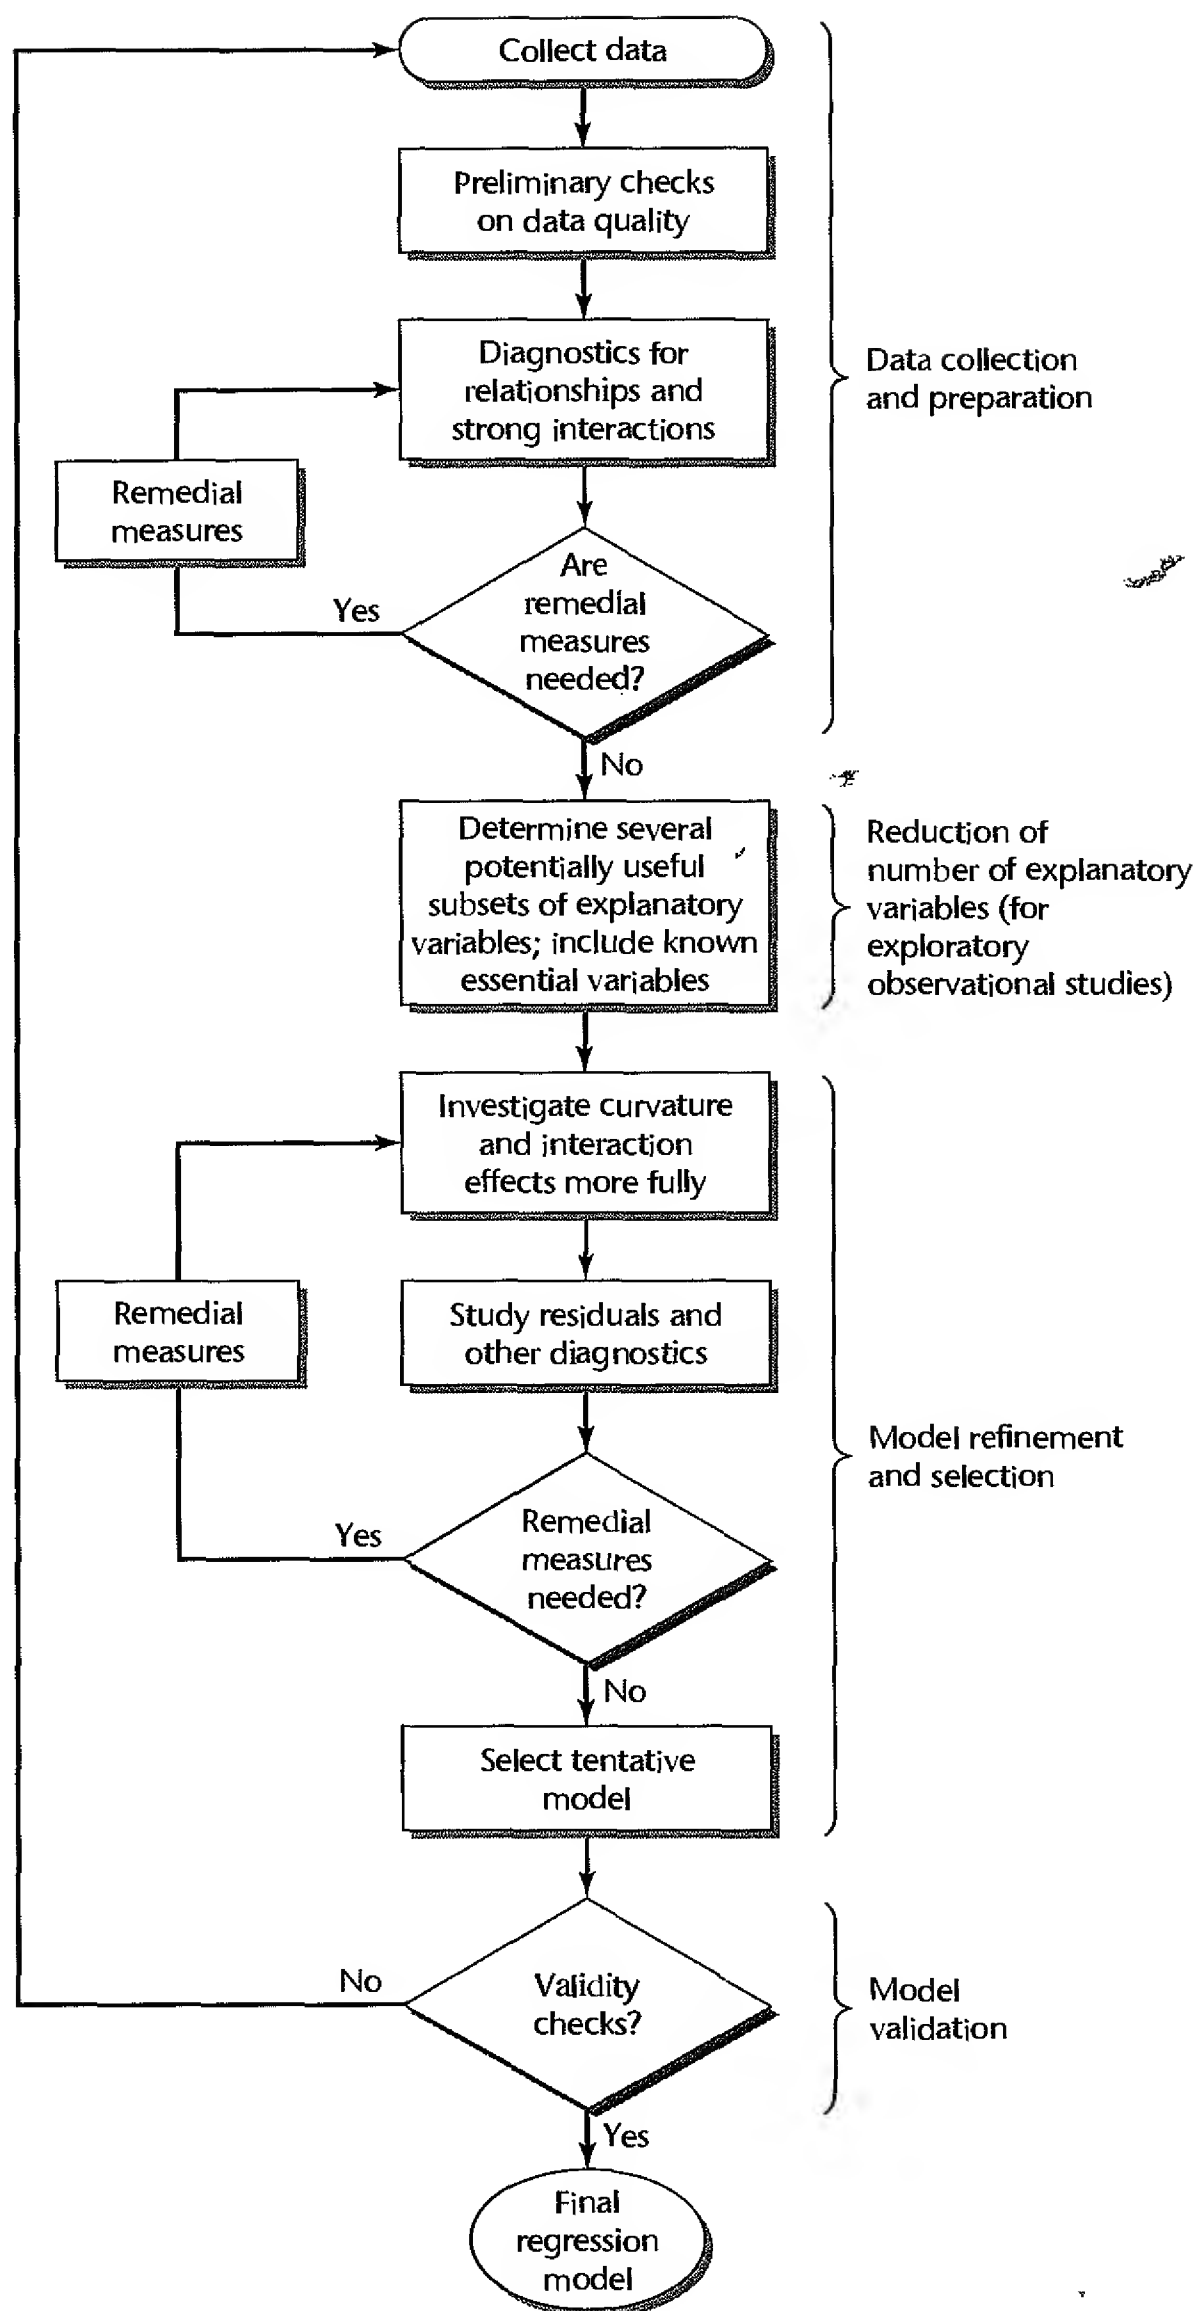 Collect data
Preliminary checks
on data quality
Diagnostics for
relationships and
strong interactions
Data collection
and preparation
Remedial
measures
Are
remedial
measures
needed?
Yes
No
Determine several
potentially useful
subsets of explanatory
variables; include known
essential variables
Reduction of
number of explanatory
variables (for
exploratory
observational studies)
Investigate curvature
and interaction
effects more fully
Remedial
measures
Study residuals and
other diagnostics
Model refinement
and selection
Yes
Remedial
measures
needed?
No
Select tentative
model
No
Validity
checks?
Model
validation
Yes
Final
regression
model